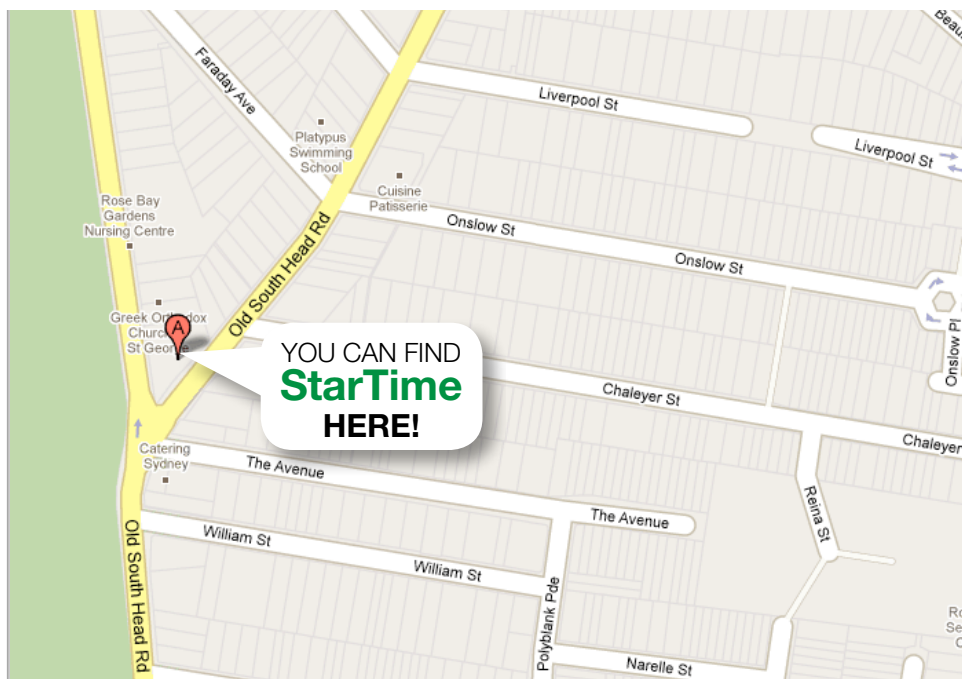 Beau
Faraday Ave
Liverpool St
Liverpool St
Platypus
Swimming
School
Cuisine
Patisserie
Rose Bay
Gardens
Nursing Centre
Onslow St
Onslow St
Old South Head Rd
Greek Orthodox
Church
St George
A
YOU CAN FIND
StarTime
HERE!
Onslow Pl
Chaleyer St
Chaleyer
Catering
Sydney
The Avenue
The Avenue
Reina St
William St
William St
Old South Head Rd
Polyblank Pde
Narelle St
Ro
Se
C